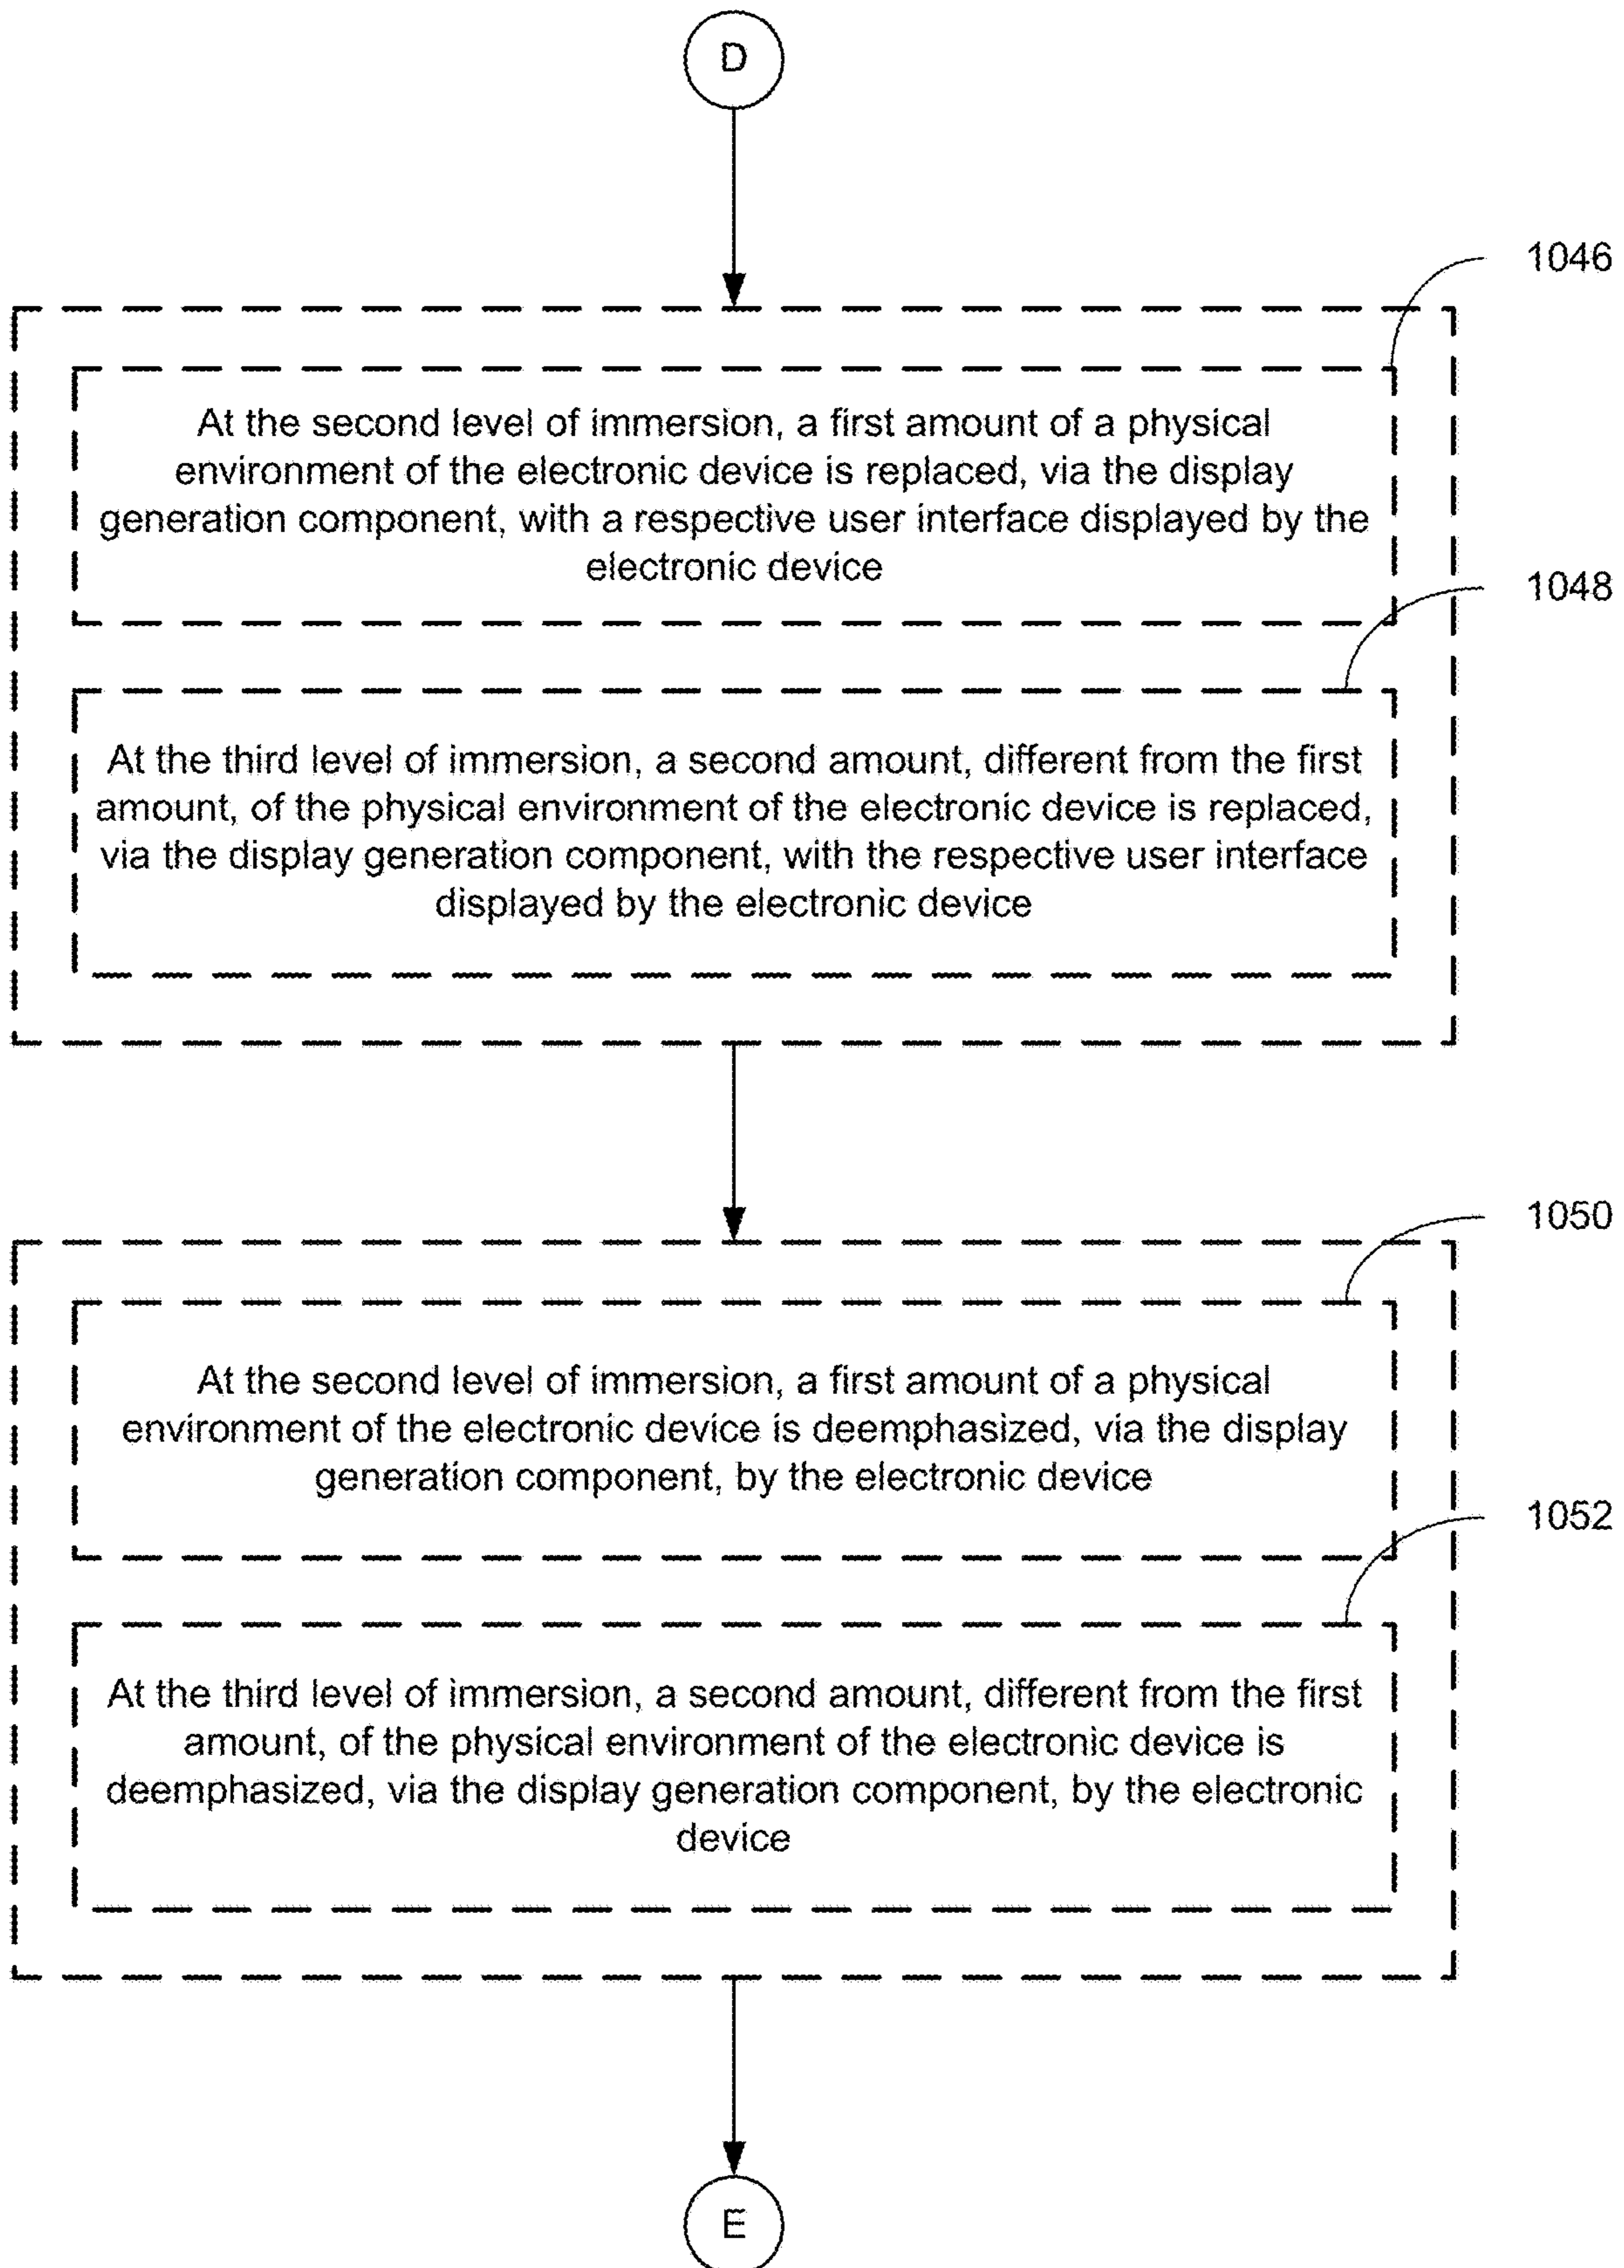 D
1046
At the second level of immersion, a first amount of a physical
environment of the electronic device is replaced, via the display
generation component, with a respective user interface displayed by the
electronic device
1048
At the third level of immersion, a second amount, different from the first
amount, of the physical environment of the electronic device is replaced,
via the display generation component, with the respective user interface
displayed by the electronic device
1050
At the second level of immersion, a first amount of a physical
environment of the electronic device is deemphasized, via the display
generation component, by the electronic device
1052
At the third level of immersion, a second amount, different from the first
amount, of the physical environment of the electronic device is
deemphasized, via the display generation component, by the electronic
device
E